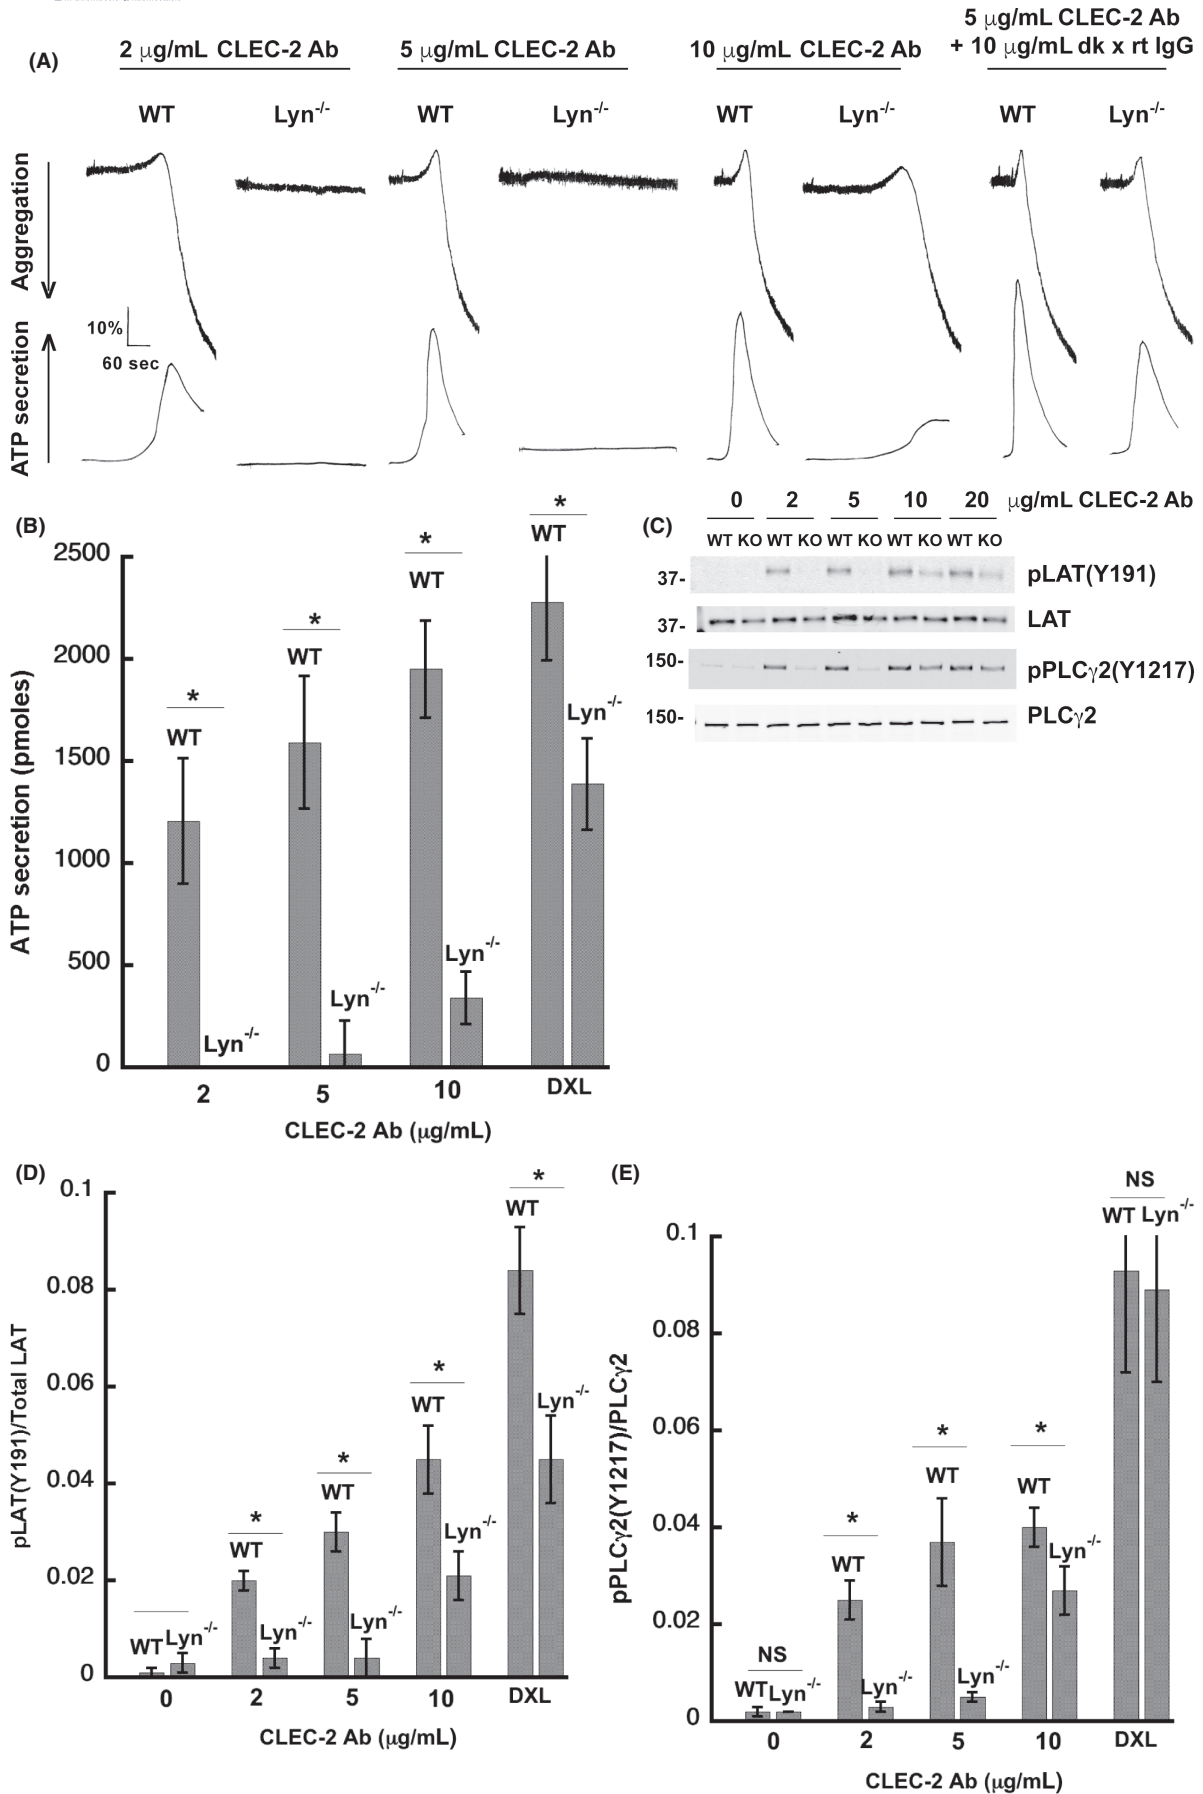 (A)
2 µg/mL CLEC-2 Ab
5 µg/mL CLEC-2 Ab
10 µg/mL CLEC-2 Ab
5 µg/mL CLEC-2 Ab
+ 10 µg/mL dk x rt IgG
WT Lyn-/- WT Lyn-/- WT Lyn-/- WT Lyn-/-
Aggregation
10%
60 sec
ATP secretion
(B)
ATP secretion (pmoles)
2500
2000
1500
1000
500
0
*
WT
Lyn-/-
*
WT
Lyn-/-
*
WT
Lyn-/-
*
WT
Lyn-/-
2 5 10 DXL
CLEC-2 Ab (µg/mL)
(C)
0 2 5 10 20 µg/mL CLEC-2 Ab
WT KO WT KO WT KO WT KO WT KO
37- pLAT(Y191)
37- LAT
150- pPLCγ2(Y1217)
150- PLCγ2
(D)
pLAT(Y191)/Total LAT
0.1
0.08
0.06
0.04
0.02
0
WT Lyn-/-
*
WT
Lyn-/-
*
WT
Lyn-/-
*
WT
Lyn-/-
*
WT
Lyn-/-
0 2 5 10 DXL
CLEC-2 Ab (µg/mL)
(E)
pPLCγ2(Y1217)/PLCγ2
0.1
0.08
0.06
0.04
0.02
0
NS
WT Lyn-/-
*
WT
Lyn-/-
*
WT
Lyn-/-
*
WT
Lyn-/-
NS
WT Lyn-/-
0 2 5 10 DXL
CLEC-2 Ab (µg/mL)